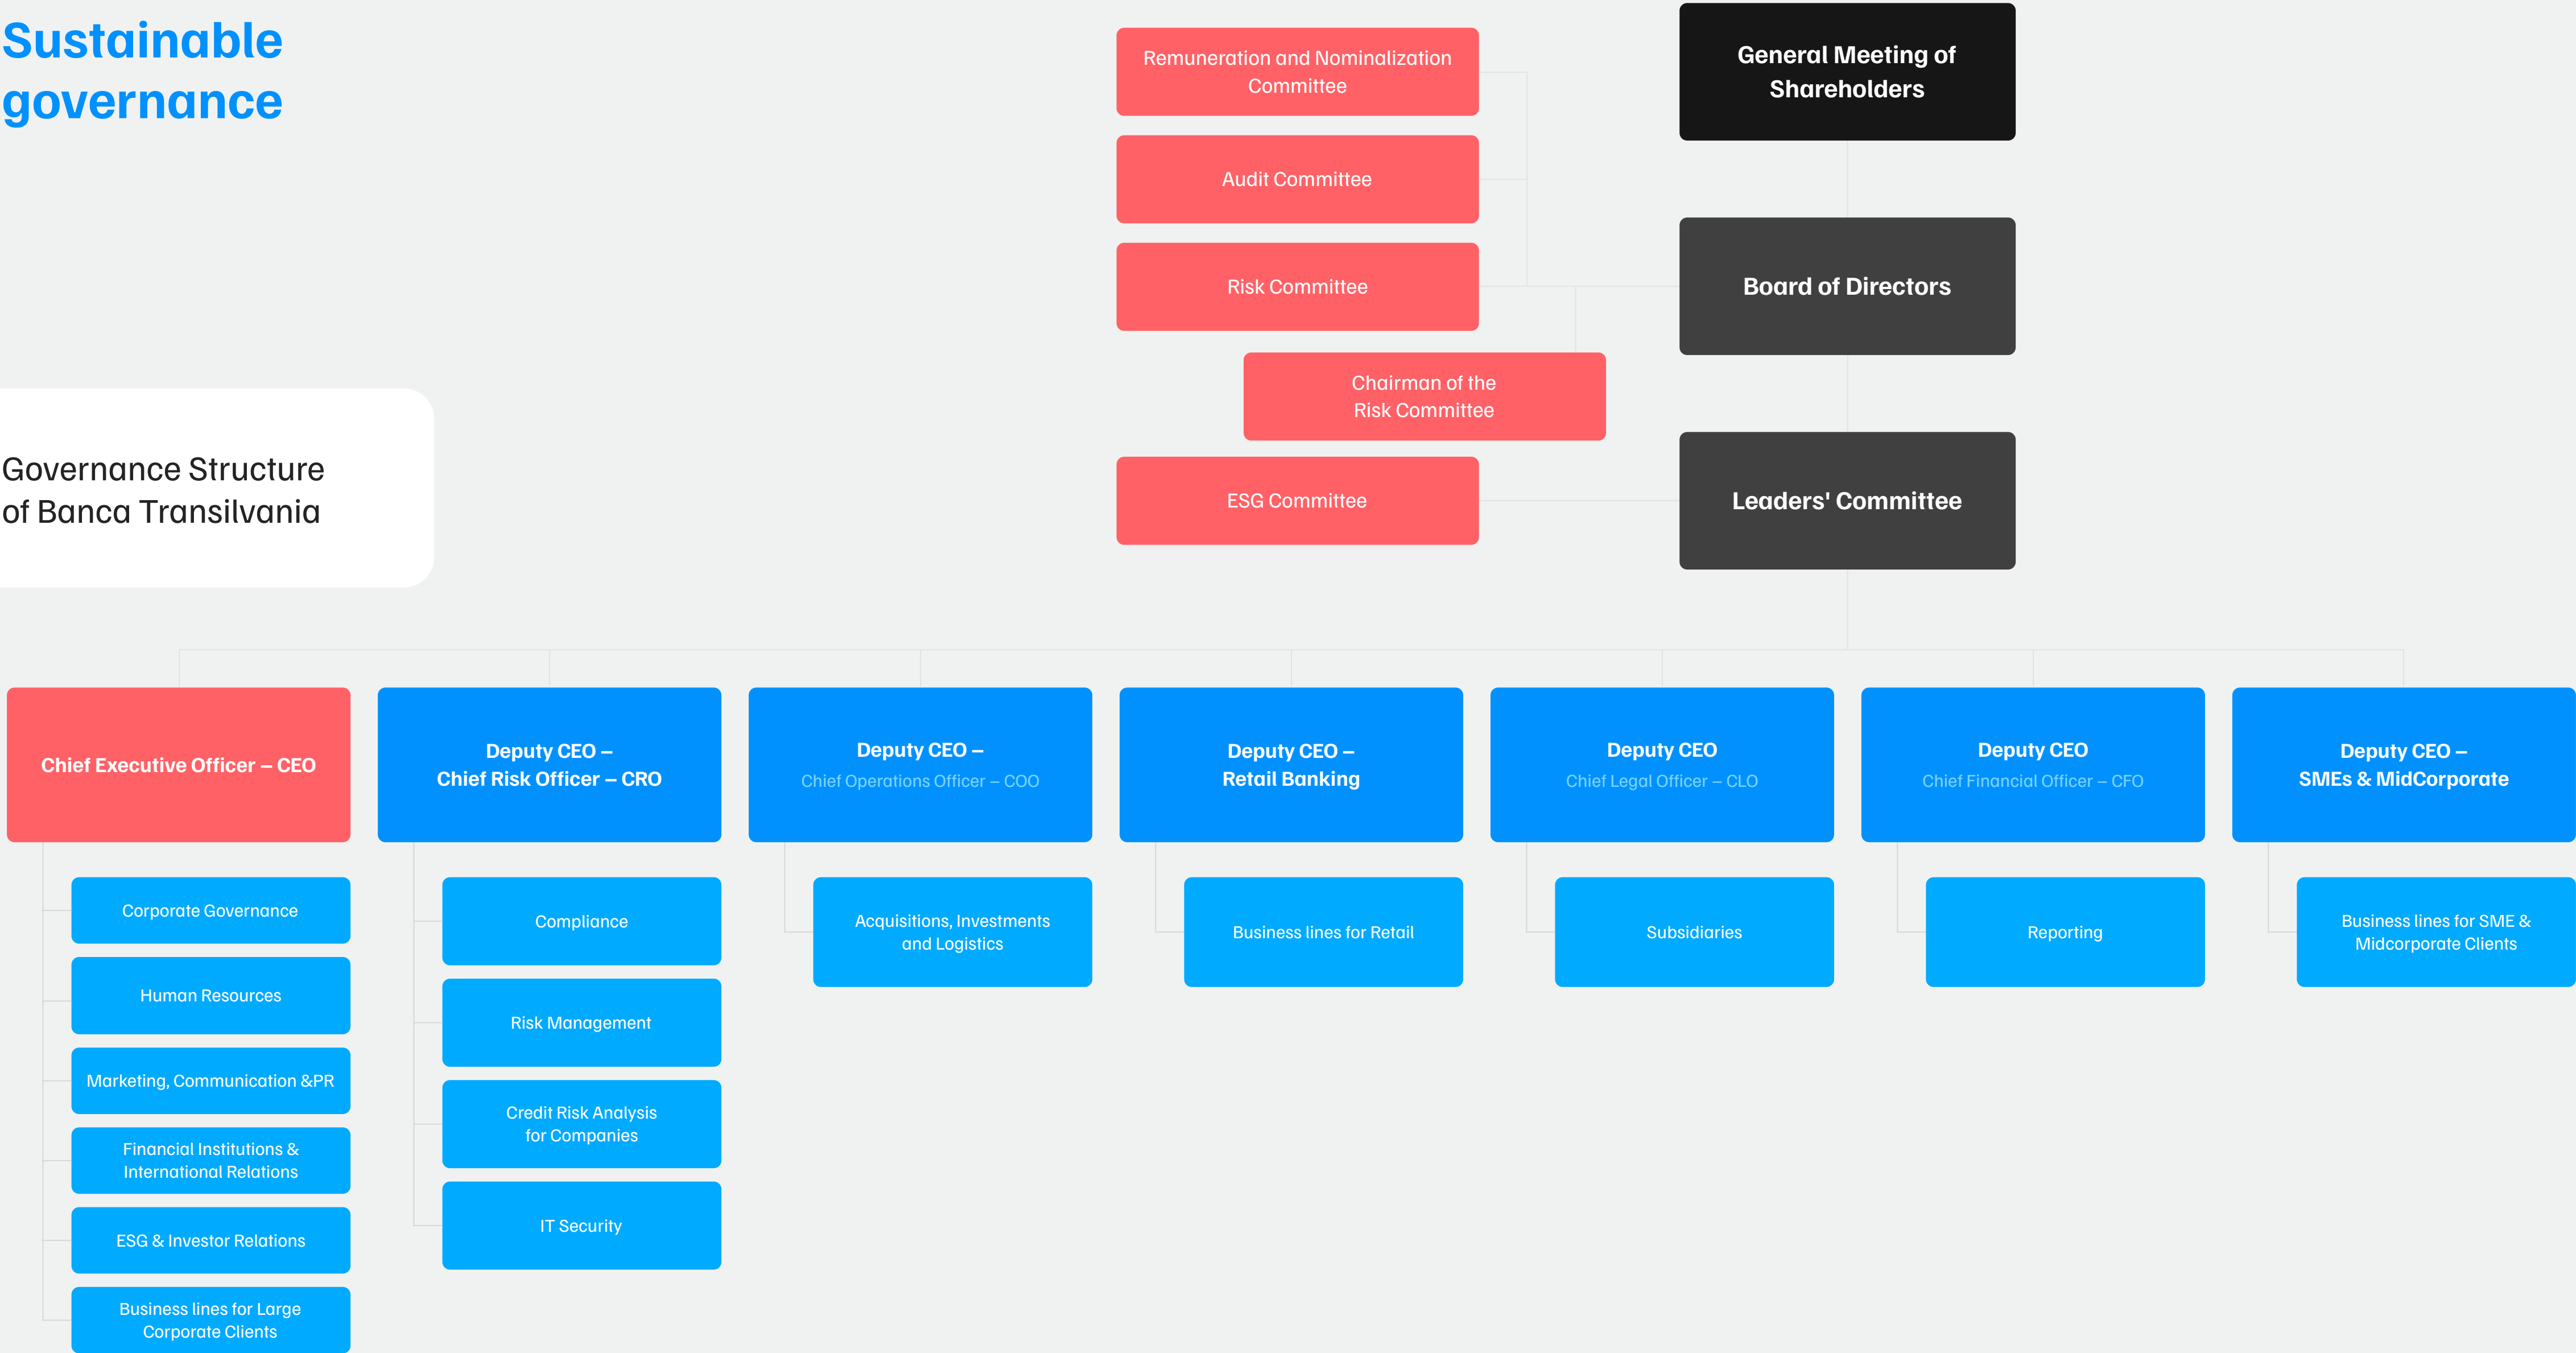 Sustainable
governance
Governance Structure
of Banca Transilvania
General Meeting of
Shareholders
Remuneration and Nominalization
Committee
Audit Committee
Risk Committee
Board of Directors
Chairman of the
Risk Committee
ESG Committee
Leaders' Committee
Chief Executive Officer – CEO
Corporate Governance
Human Resources
Marketing, Communication &PR
Financial Institutions &
International Relations
ESG & Investor Relations
Business lines for Large
Corporate Clients
Deputy CEO –
Chief Risk Officer – CRO
Compliance
Risk Management
Credit Risk Analysis
for Companies
IT Security
Deputy CEO –
Chief Operations Officer – COO
Acquisitions, Investments
and Logistics
Deputy CEO –
Retail Banking
Business lines for Retail
Deputy CEO
Chief Legal Officer – CLO
Subsidiaries
Deputy CEO
Chief Financial Officer – CFO
Reporting
Deputy CEO –
SMEs & MidCorporate
Business lines for SME &
Midcorporate Clients